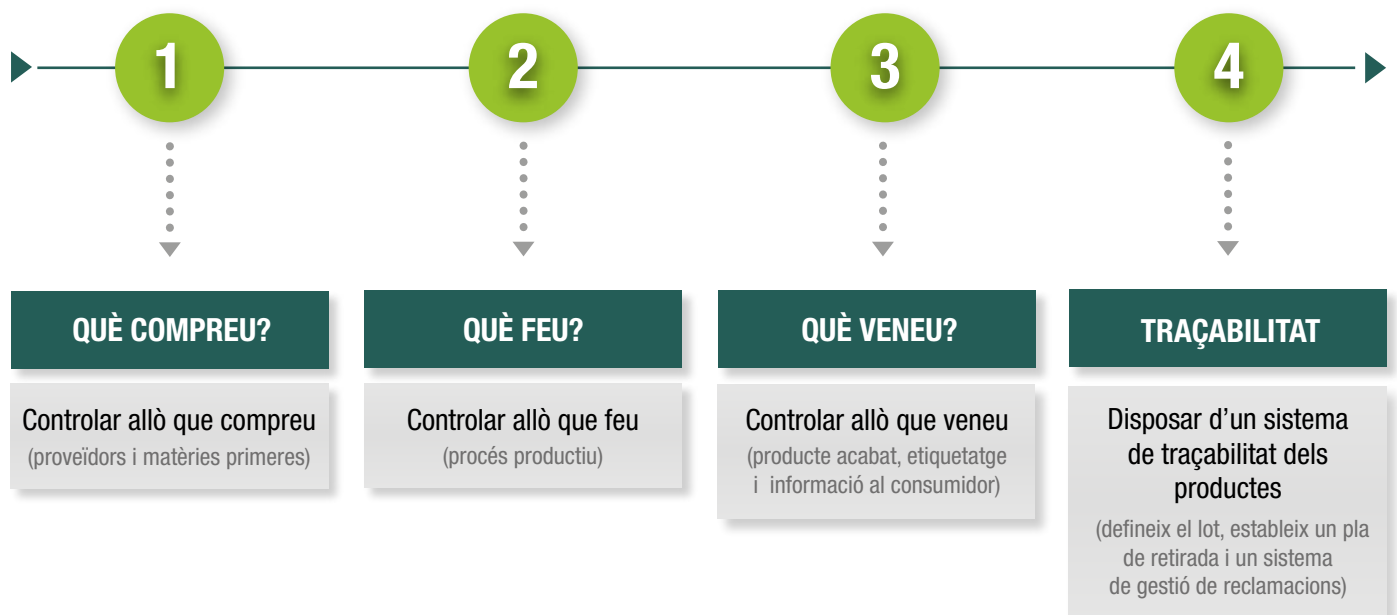 1
2
3
4
QUÈ COMPREU?
Controlar allò que compreu
(proveïdors i matèries primeres)
QUÈ FEU?
Controlar allò que feu
(procés productiu)
QUÈ VENEU?
Controlar allò que veneu
(producte acabat, etiquetatge
i informació al consumidor)
TRAÇABILITAT
Disposar d’un sistema
de traçabilitat dels
productes
(defineix el lot, estableix un pla
de retirada i un sistema
de gestió de reclamacions)